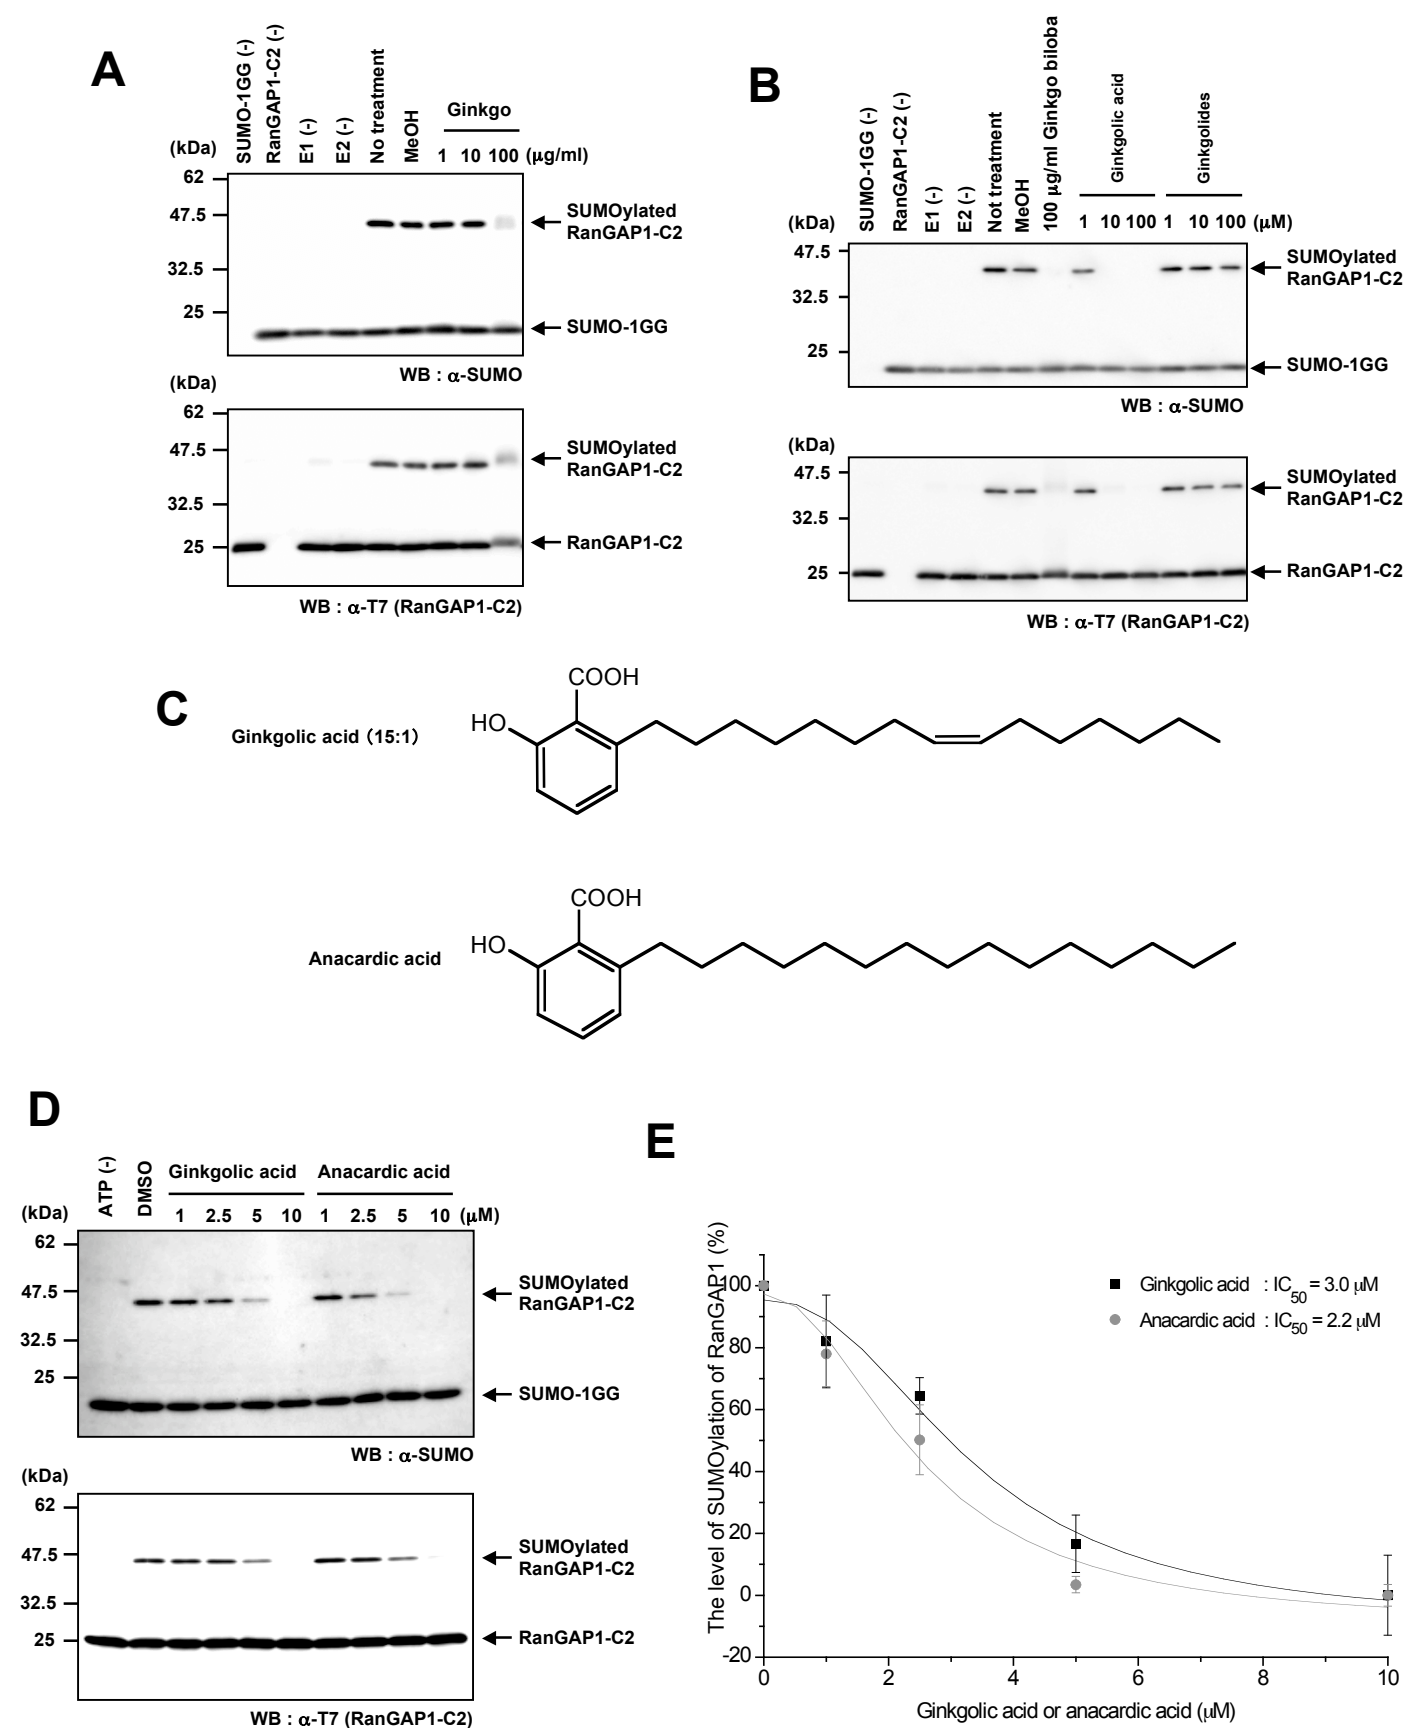 A
SUMO-1GG (-)
RanGAP1-C2 (-)
E1 (-)
E2 (-)
No treatment
MeOH
Ginkgo
(kDa)
1 10 100 (μg/ml)
62
47.5
32.5
25
SUMOylated
RanGAP1-C2
SUMO-1GG
WB : α-SUMO
(kDa)
62
47.5
32.5
25
SUMOylated
RanGAP1-C2
RanGAP1-C2
WB : α-T7 (RanGAP1-C2)
B
SUMO-1GG (-)
RanGAP1-C2 (-)
E1 (-)
E2 (-)
Not treatment
MeOH
100 μg/ml Ginkgo biloba
Ginkgolic acid
Ginkgolides
(kDa)
1 10 100 1 10 100 (μM)
47.5
32.5
25
SUMOylated
RanGAP1-C2
SUMO-1GG
WB : α-SUMO
(kDa)
47.5
32.5
25
SUMOylated
RanGAP1-C2
RanGAP1-C2
WB : α-T7 (RanGAP1-C2)
C
Ginkgolic acid (15:1)
COOH
HO
Anacardic acid
COOH
HO
D
ATP (-)
DMSO
Ginkgolic acid
Anacardic acid
(kDa)
1 2.5 5 10 1 2.5 5 10 (μM)
62
47.5
32.5
25
SUMOylated
RanGAP1-C2
SUMO-1GG
WB : α-SUMO
(kDa)
62
47.5
32.5
25
SUMOylated
RanGAP1-C2
RanGAP1-C2
WB : α-T7 (RanGAP1-C2)
E
The level of SUMOylation of RanGAP1 (%)
100
80
60
40
20
0
-20
Ginkgolic acid : IC50 = 3.0 μM
Anacardic acid : IC50 = 2.2 μM
0 2 4 6 8 10
Ginkgolic acid or anacardic acid (μM)